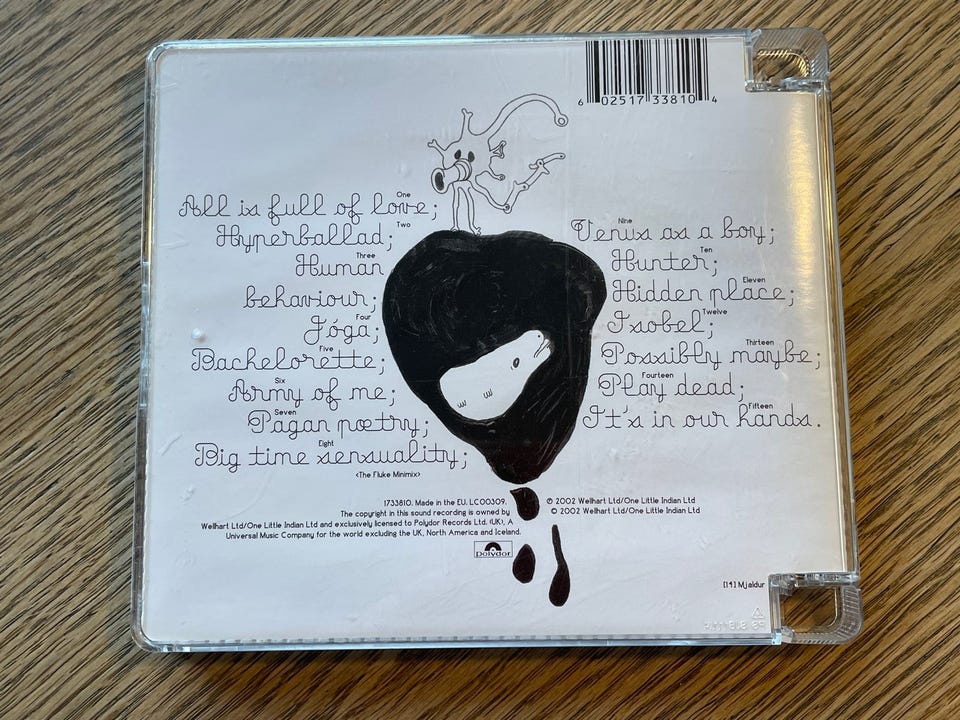 6 02517 33810 4
One
All is full of love;
Two
Hyperballad;
Three
Human
behaviour;
Four
Jóga;
Five
Bachelorette;
Six
Army of me;
Seven
Pagan poetry;
Eight
Big time sensuality;
<The Fluke Minimix>
Nine
Venus as a boy;
Ten
Hunter;
Eleven
Hidden place;
Twelve
Isobel;
Thirteen
Possibly maybe;
Fourteen
Play dead;
Fifteen
It's in our hands.
1733810. Made in the EU. LC00309.
The copyright in this sound recording is owned by
Wellhart Ltd/One Little Indian Ltd and exclusively licensed to Polydor Records Ltd. (UK), A
Universal Music Company for the world excluding the UK, North America and Iceland.
℗ 2002 Wellhart Ltd/One Little Indian Ltd
© 2002 Wellhart Ltd/One Little Indian Ltd
polydor
[14] Mjaldur